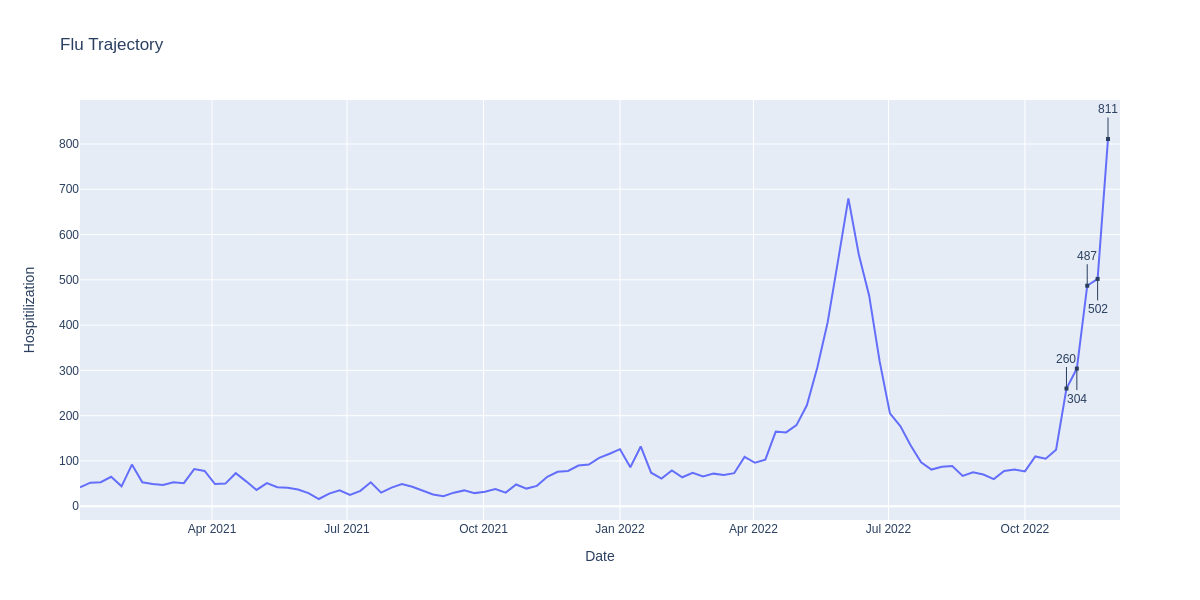 Flu Trajectory
811
800
700
600
487
500
502
400
260
300
304
200
100
0
Hospitilization
Apr 2021
Jul 2021
Oct 2021
Jan 2022
Apr 2022
Jul 2022
Oct 2022
Date